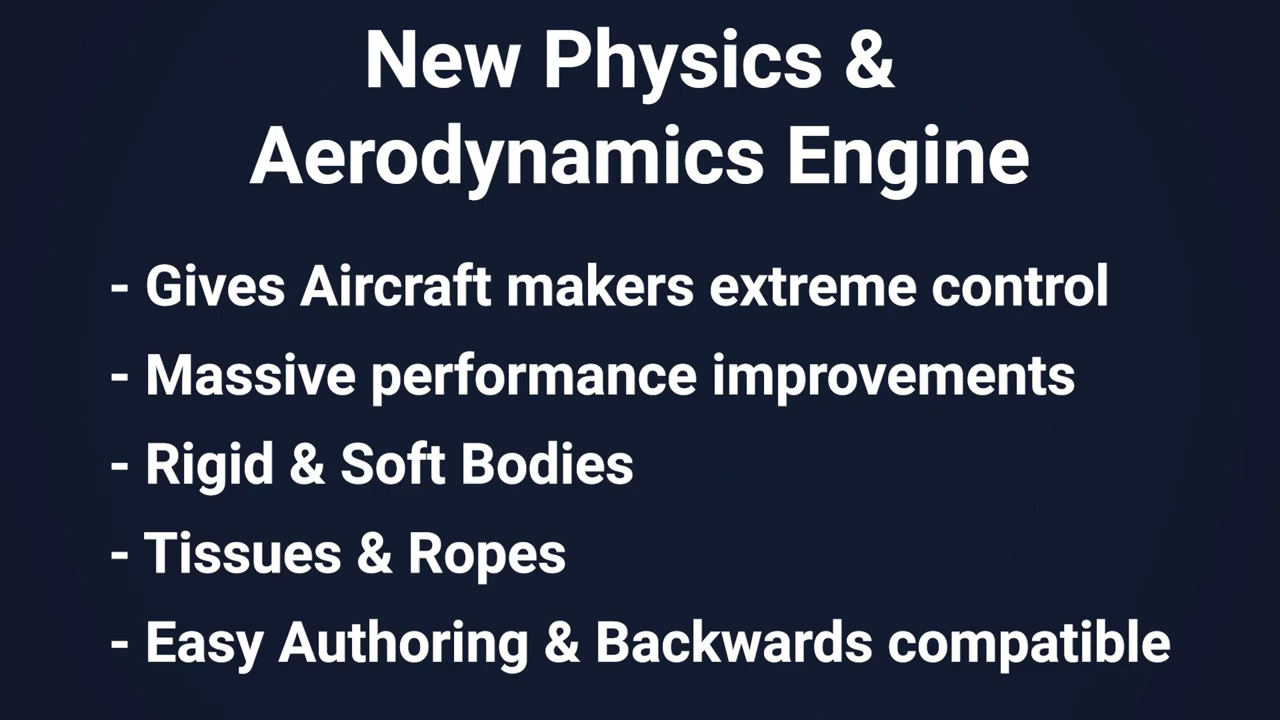 New Physics &
Aerodynamics Engine
- Gives Aircraft makers extreme control
- Massive performance improvements
- Rigid & Soft Bodies
- Tissues & Ropes
- Easy Authoring & Backwards compatible